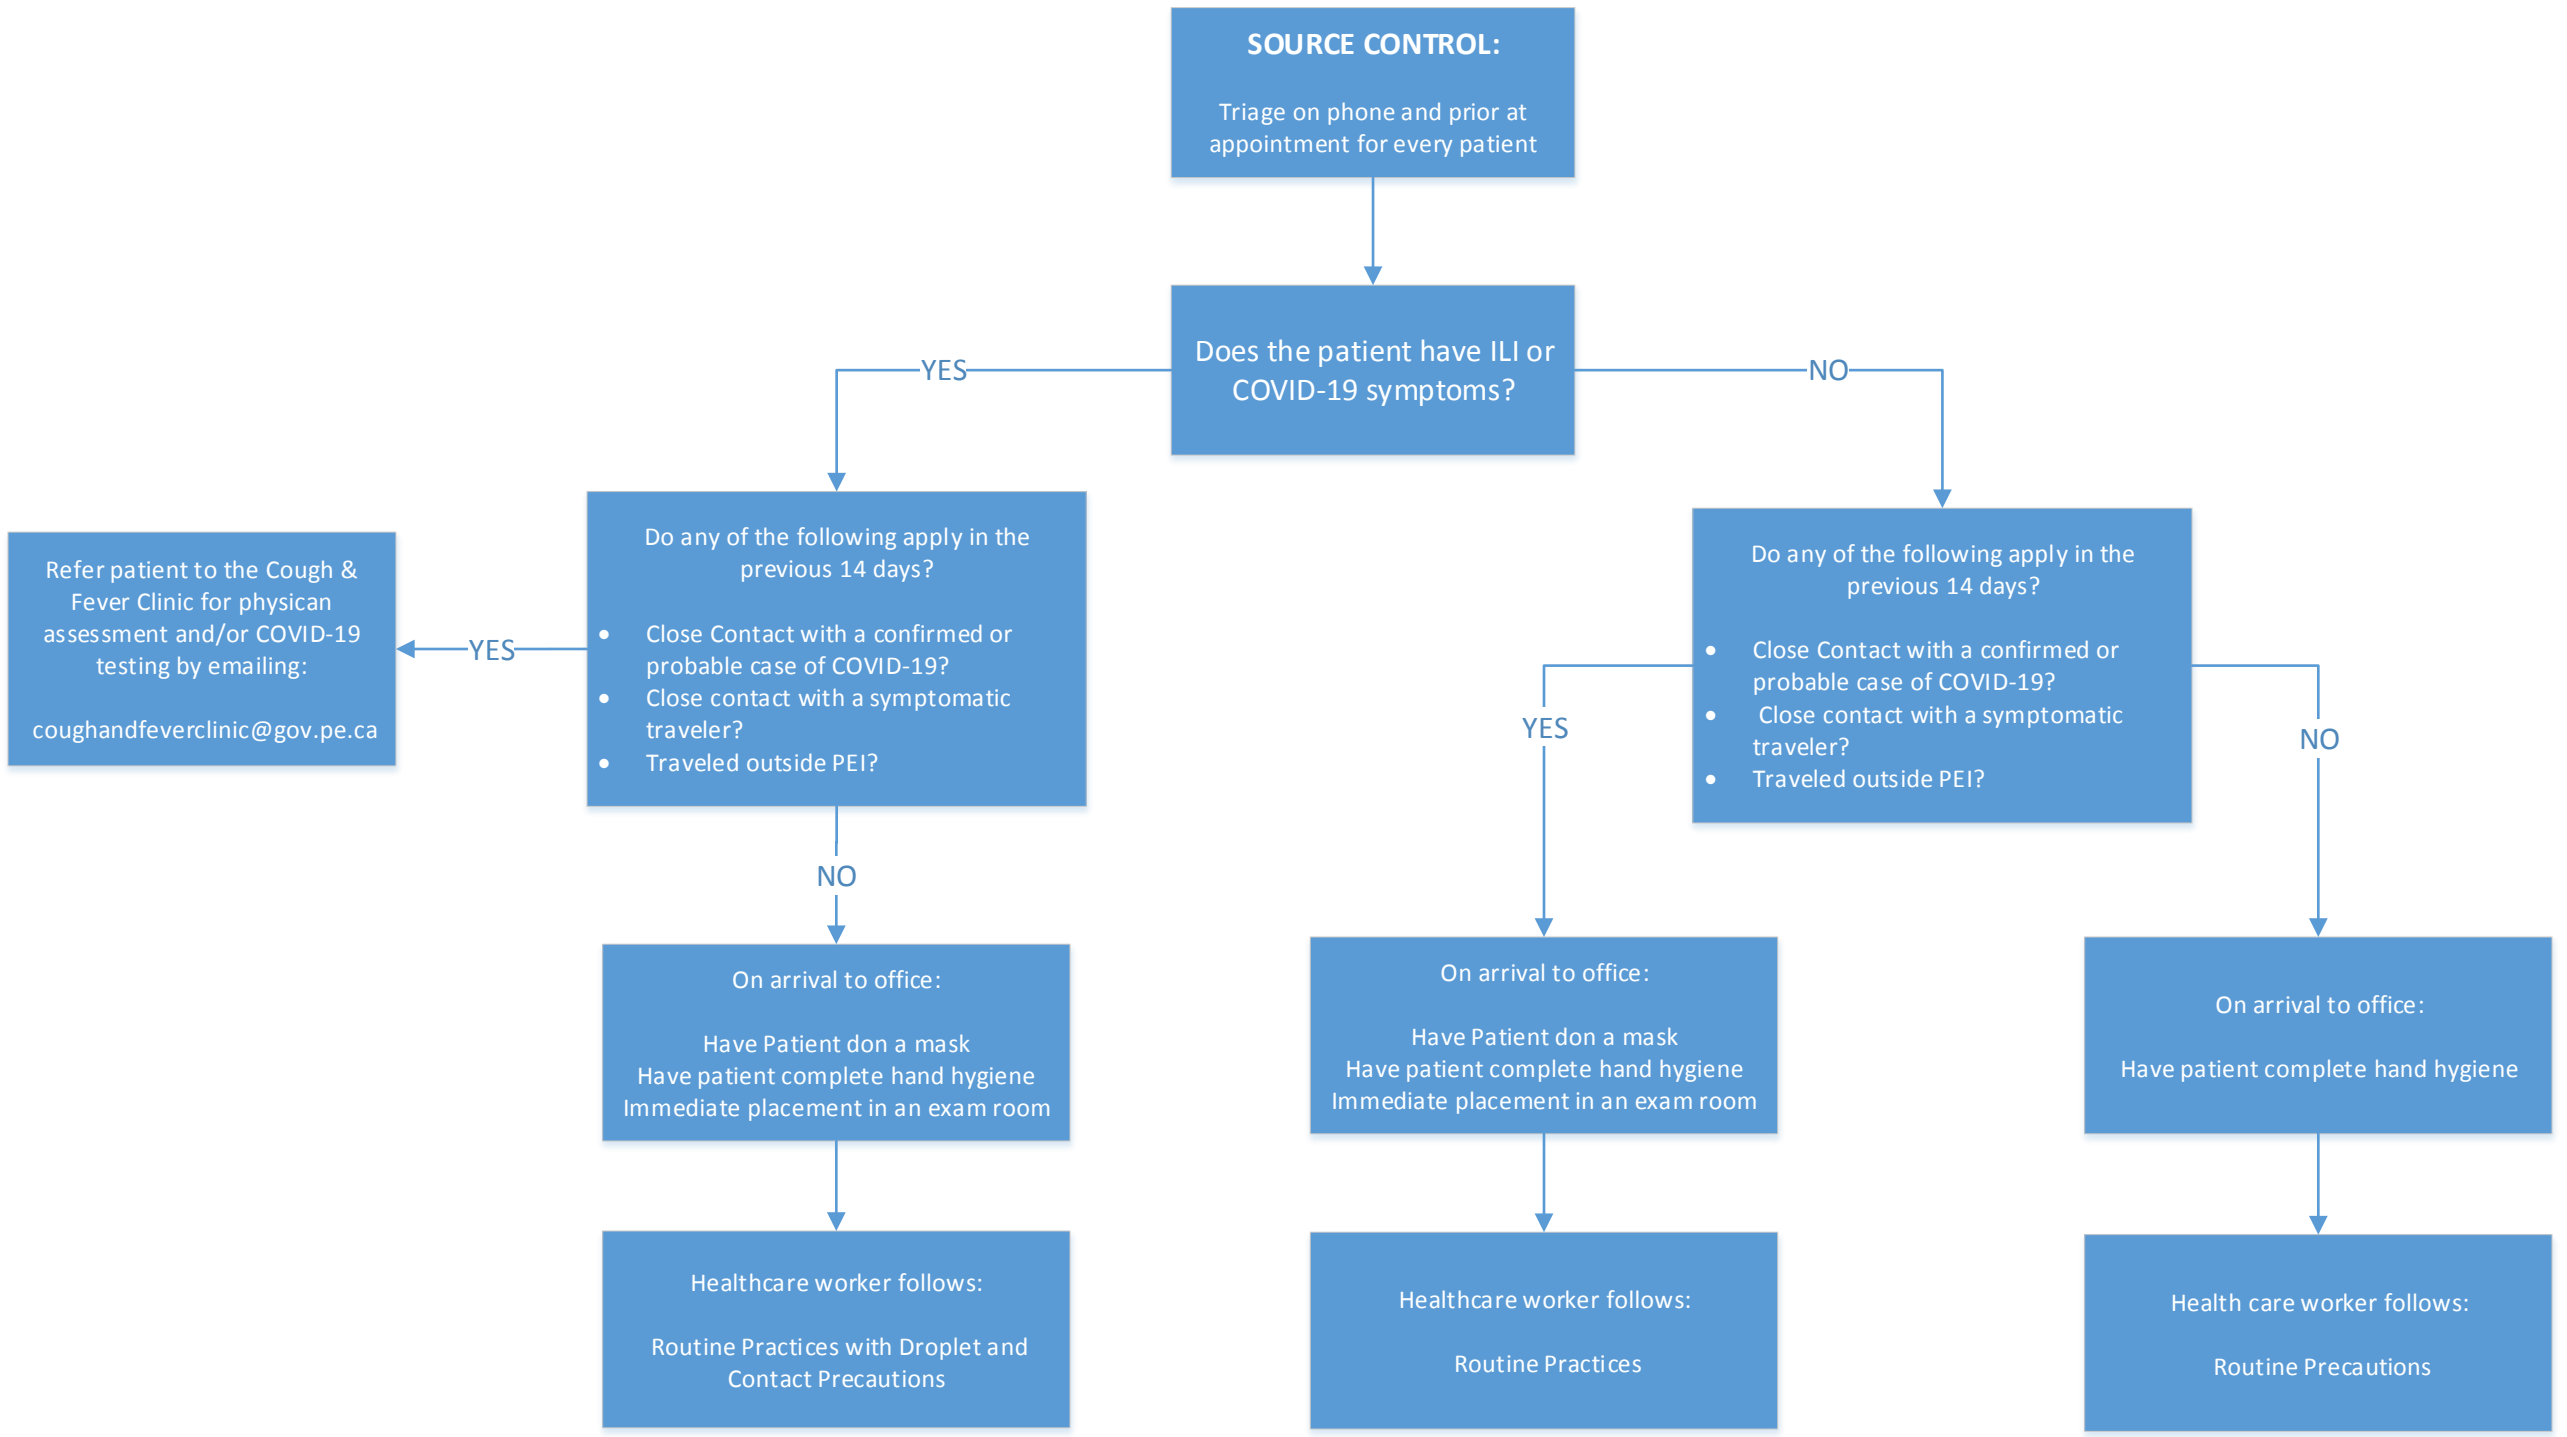 SOURCE CONTROL:
Triage on phone and prior at
appointment for every patient
Does the patient have ILI or
COVID-19 symptoms?
YES
NO
Do any of the following apply in the
previous 14 days?
• Close Contact with a confirmed or
probable case of COVID-19?
• Close contact with a symptomatic
traveler?
• Traveled outside PEI?
YES
Refer patient to the Cough &
Fever Clinic for physican
assessment and/or COVID-19
testing by emailing:
coughandfeverclinic@gov.pe.ca
NO
On arrival to office:
Have Patient don a mask
Have patient complete hand hygiene
Immediate placement in an exam room
Healthcare worker follows:
Routine Practices with Droplet and
Contact Precautions
Do any of the following apply in the
previous 14 days?
• Close Contact with a confirmed or
probable case of COVID-19?
• Close contact with a symptomatic
traveler?
• Traveled outside PEI?
YES
On arrival to office:
Have Patient don a mask
Have patient complete hand hygiene
Immediate placement in an exam room
Healthcare worker follows:
Routine Practices
NO
On arrival to office:
Have patient complete hand hygiene
Health care worker follows:
Routine Precautions